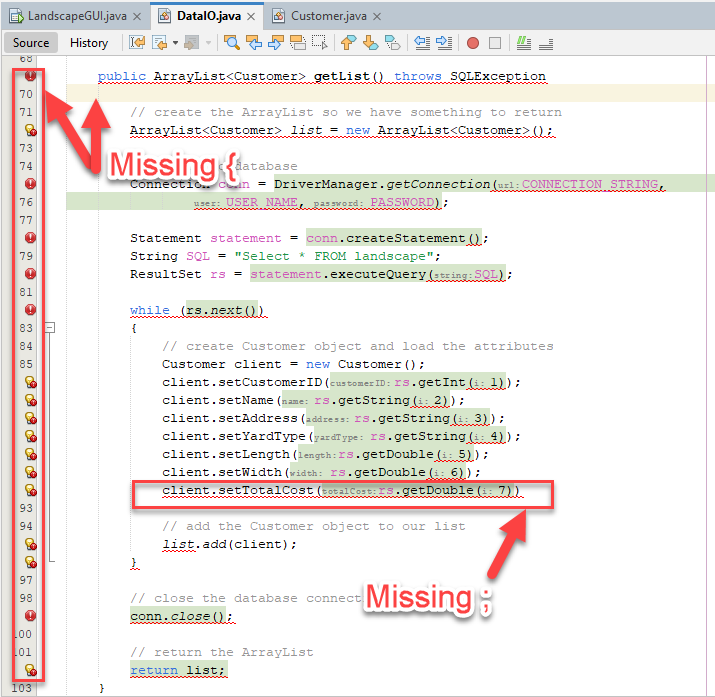 LandscapeGUI.java DataIO.java Customer.java
Source History
68
public ArrayList<Customer> getList() throws SQLException
70
71 // create the ArrayList so we have something to return
ArrayList<Customer> list = new ArrayList<Customer>();
73
Missing {
74 database
Connection conn = DriverManager.getConnection(url:CONNECTION_STRING,
76 user: USER_NAME, password: PASSWORD);
77
Statement statement = conn.createStatement();
79 String SQL = "Select * FROM landscape";
ResultSet rs = statement.executeQuery(string:SQL);
81
while (rs.next())
83 {
84 // create Customer object and load the attributes
85 Customer client = new Customer();
client.setCustomerID(customerID: rs.getInt(i: 1));
client.setName(name: rs.getString(i: 2));
client.setAddress(address: rs.getString(i: 3));
client.setYardType(yardType: rs.getString(i: 4));
client.setLength(length: rs.getDouble(i: 5));
client.setWidth(width: rs.getDouble(i: 6));
client.setTotalCost(totalCost: rs.getDouble(i: 7))
93
94 // add the Customer object to our list
list.add(client);
}
97
98 // close the database connect
Missing ;
conn.close();
100
101 // return the ArrayList
return list;
103 }